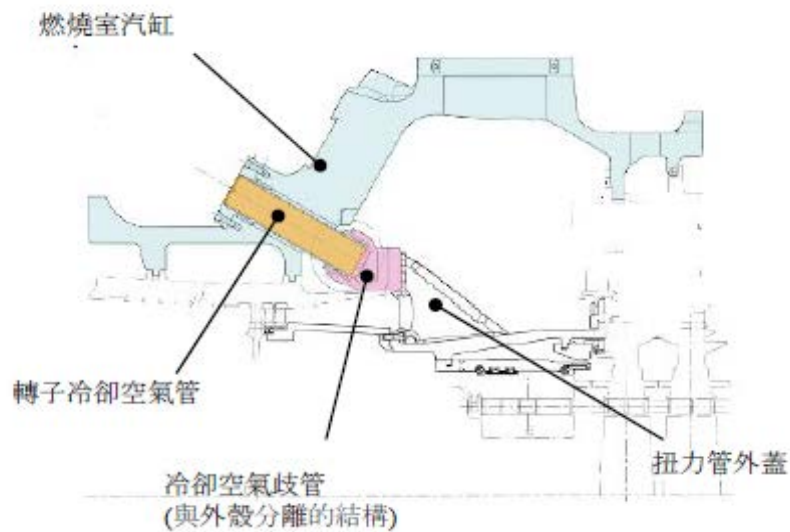 燃燒室汽缸
轉子冷卻空氣管
冷卻空氣歧管
(與外殼分離的結構)
扭力管外蓋